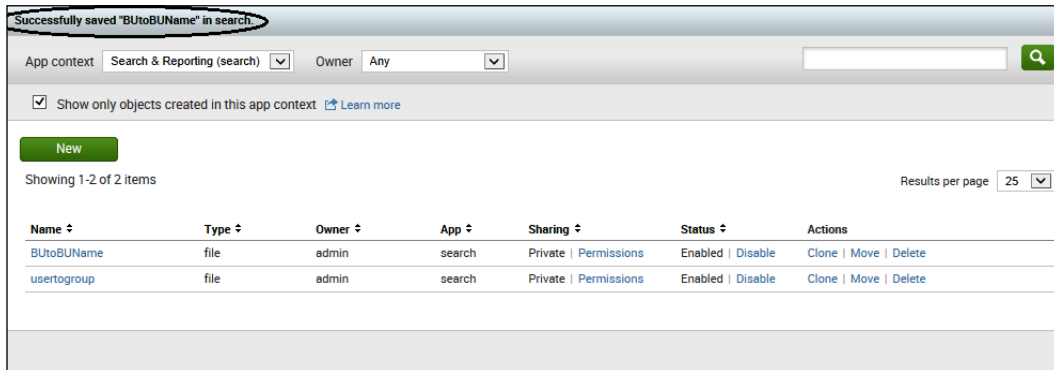 Successfully saved "BUtoBUName" in search.
App context Search & Reporting (search) Owner Any
Show only objects created in this app context Learn more
New
Showing 1-2 of 2 items
Results per page 25
Name Type Owner App Sharing Status Actions
BUtoBUName file admin search Private | Permissions Enabled | Disable Clone | Move | Delete
usertogroup file admin search Private | Permissions Enabled | Disable Clone | Move | Delete